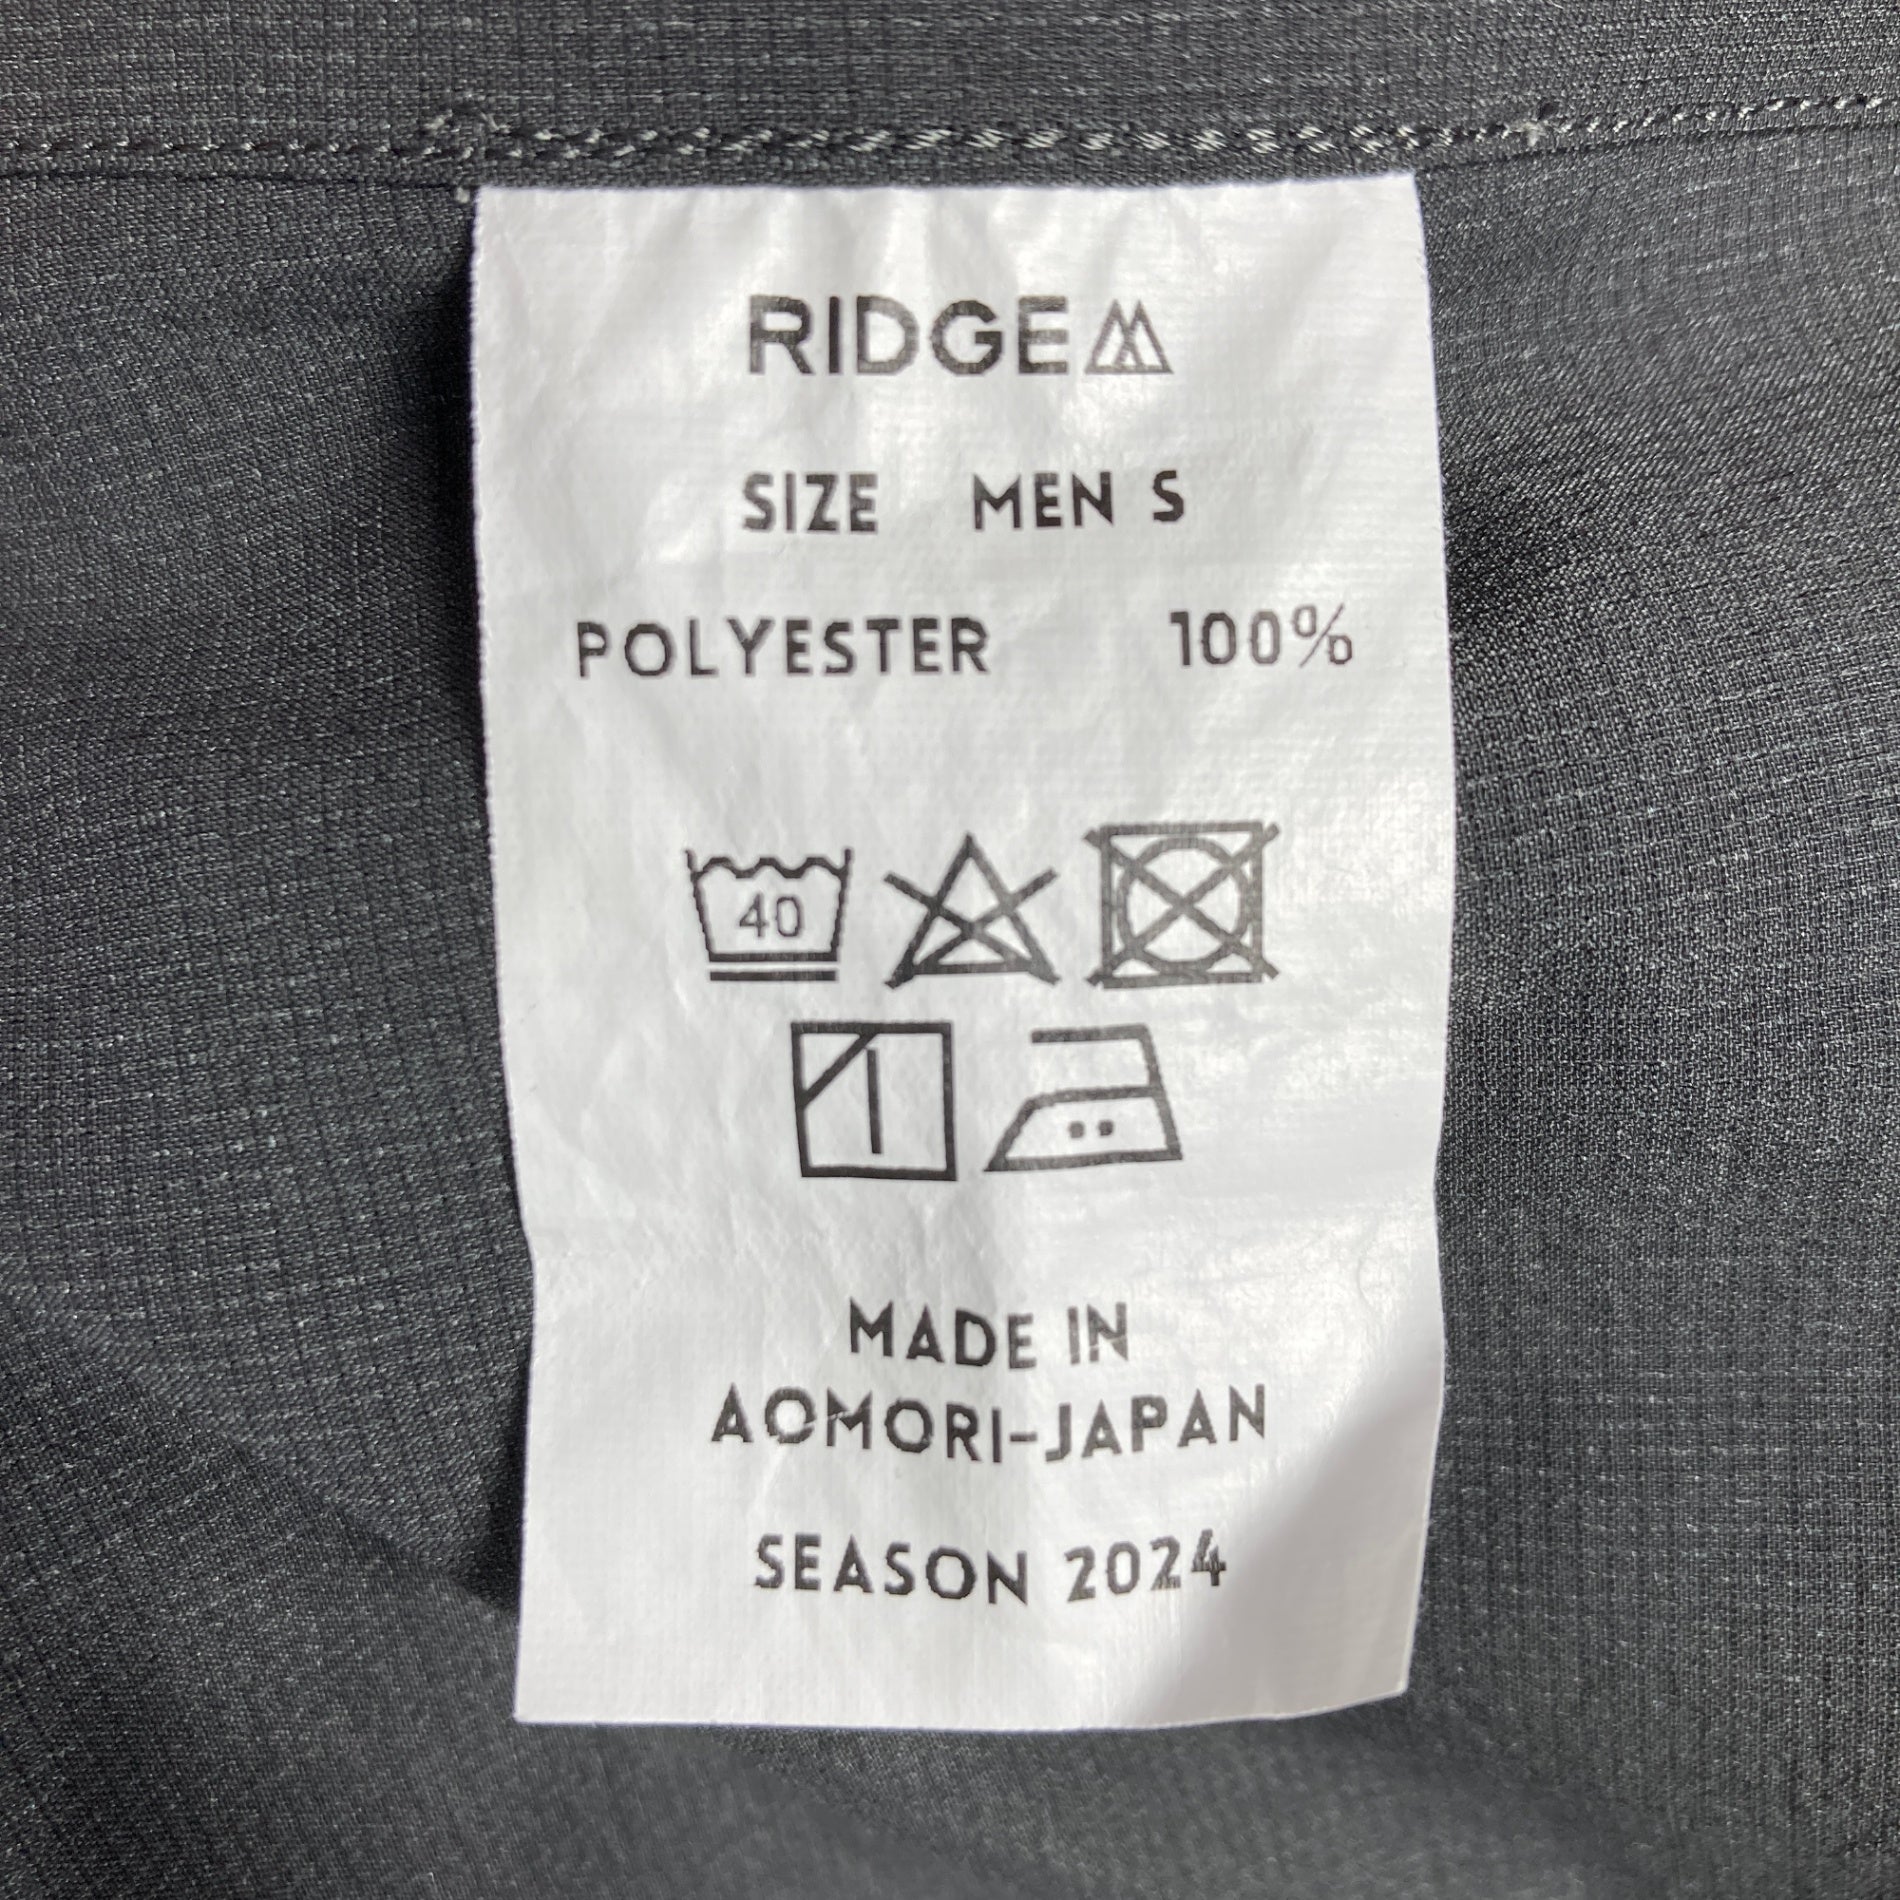 RIDGE
SIZE MEN S
POLYESTER 100%
40
MADE IN
AOMORI-JAPAN
SEASON 2024